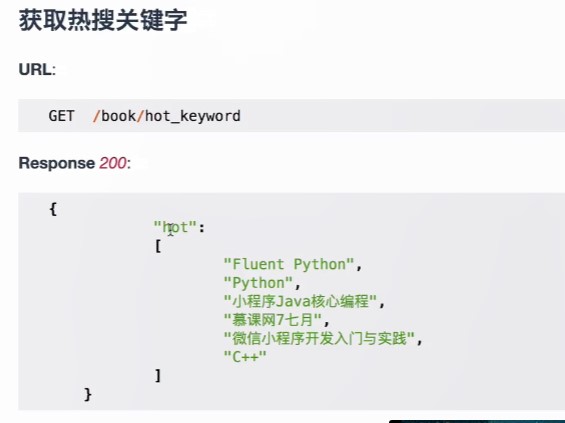 获取热搜关键字
URL:
GET /book/hot_keyword
Response 200:
{
"hot":
[
"Fluent Python",
"Python",
"小程序Java核心编程",
"慕课网7七月",
"微信小程序开发入门与实践",
"C++"
]
}